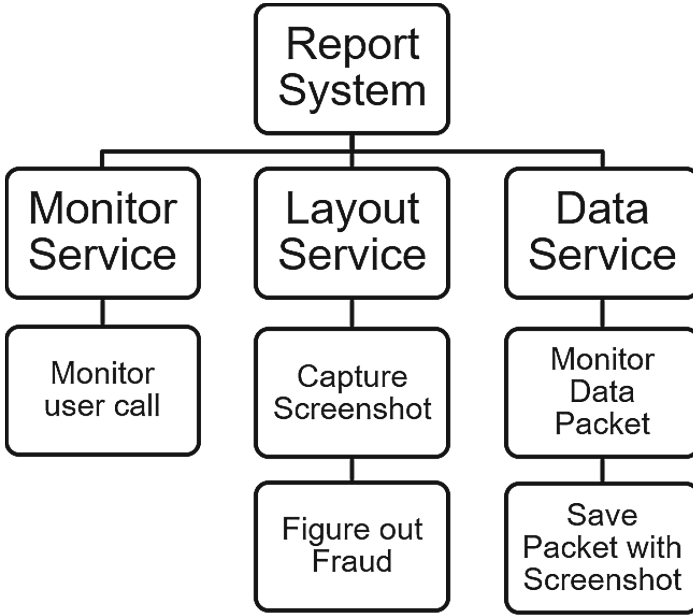 Report
System
Monitor
Service
Layout
Service
Data
Service
Monitor
user call
Capture
Screenshot
Monitor
Data
Packet
Figure out
Fraud
Save
Packet with
Screenshot